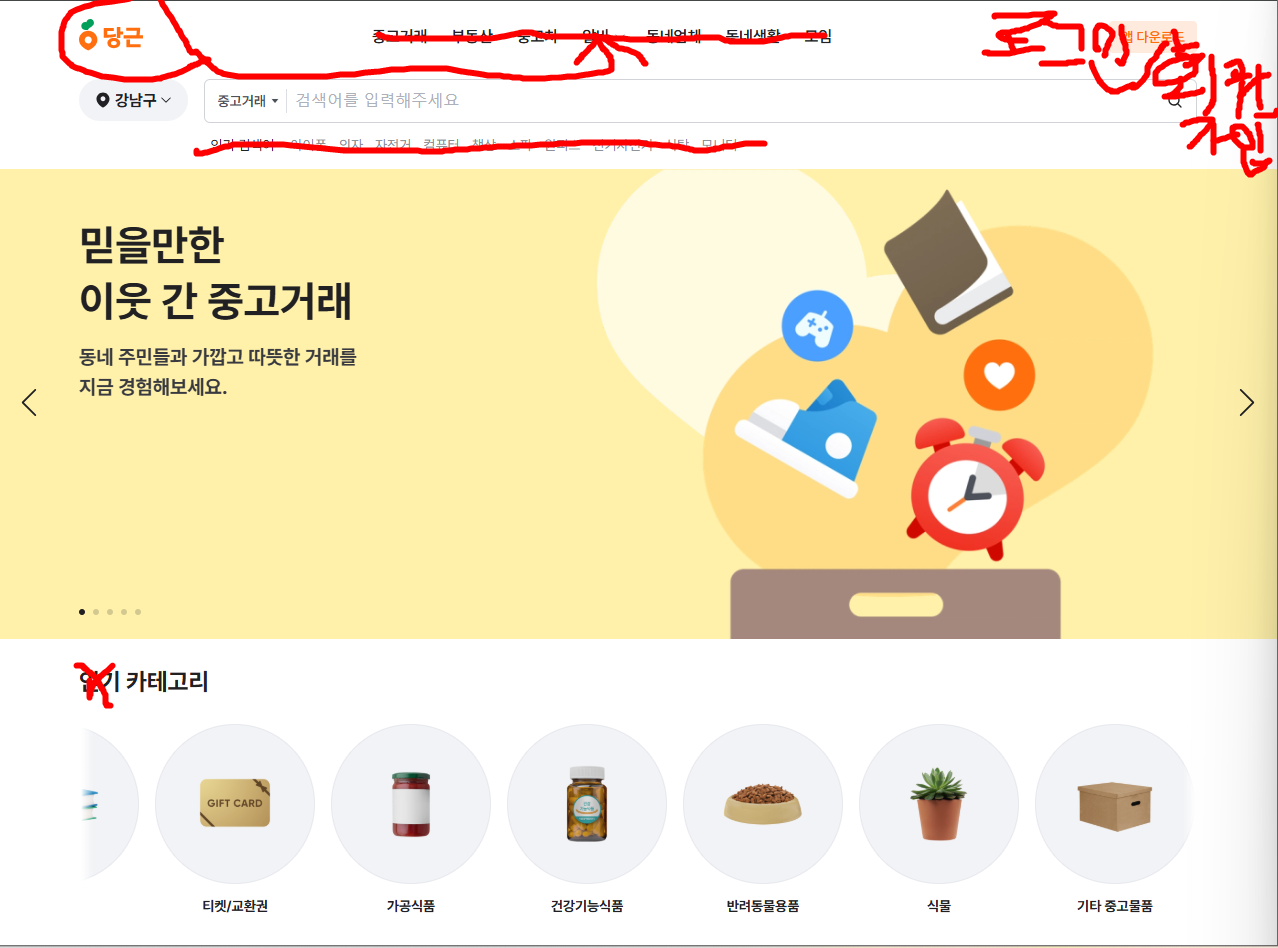 당근
중고거래 부동산 중고차 알바 동네업체 동네생활 모임
로그인
앱 다운로드
회원
가입
강남구
중고거래 검색어를 입력해주세요
인기 검색어 아이폰 의자 자전거 컴퓨터 책상 쇼파 원피스 전기자전거 식탁 모니터
믿을만한
이웃 간 중고거래
동네 주민들과 가깝고 따뜻한 거래를
지금 경험해보세요.
인기 카테고리
GIFT CARD
티켓/교환권 가공식품 건강기능식품 반려동물용품 식물 기타 중고물품